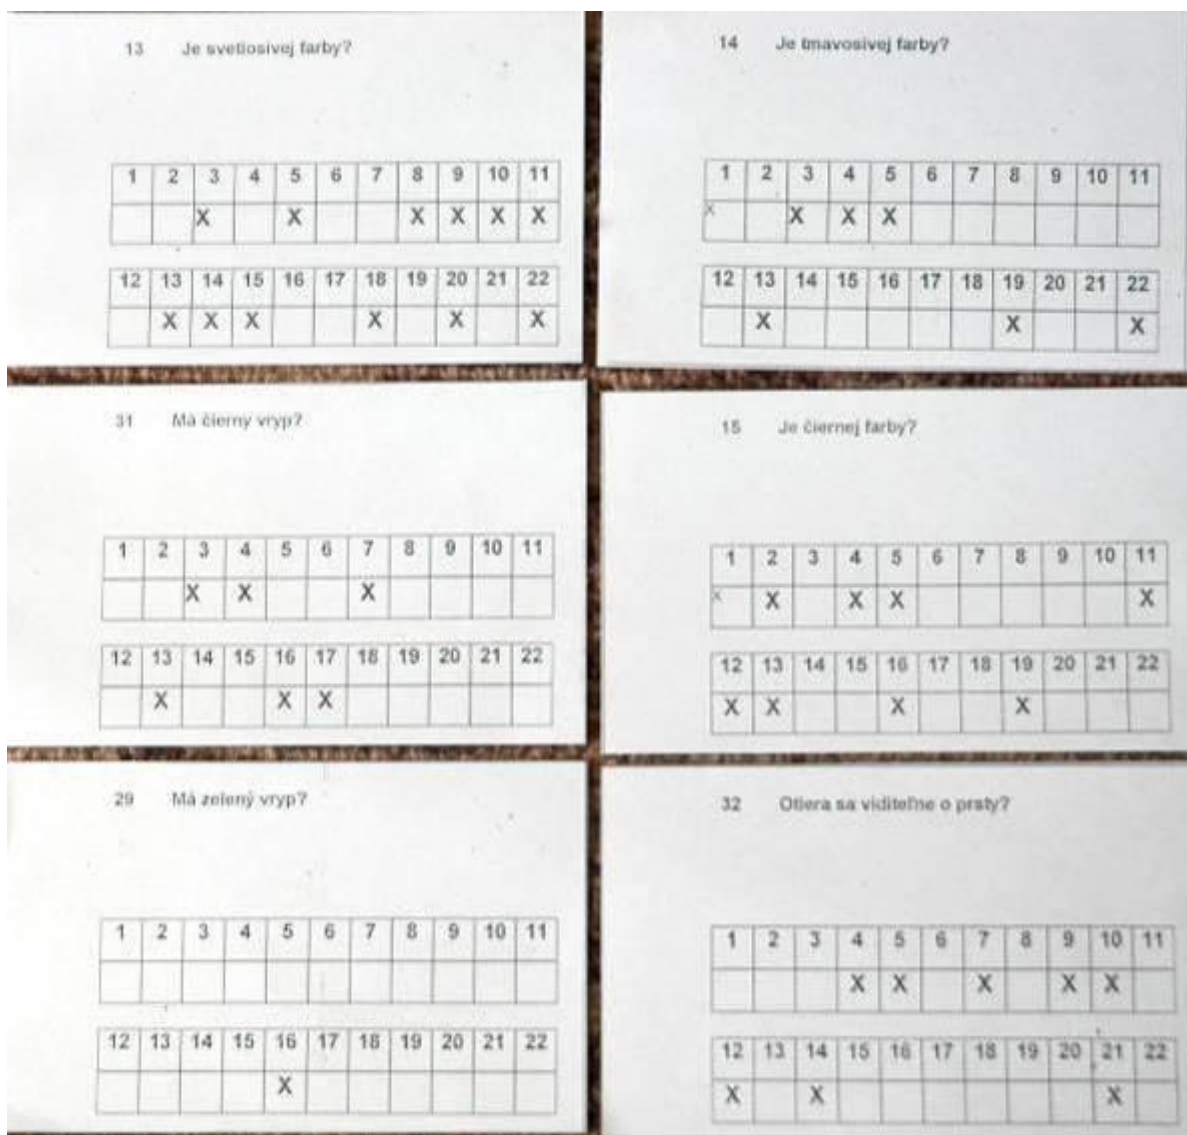 13 Je svetlosivej farby?
1 2 3 4 5 6 7 8 9 10 11
X X X X X X
12 13 14 15 16 17 18 19 20 21 22
X X X X X X
14 Je tmavosivej farby?
1 2 3 4 5 6 7 8 9 10 11
X X X X
12 13 14 15 16 17 18 19 20 21 22
X X X
31 Má čierny vryp?
1 2 3 4 5 6 7 8 9 10 11
X X X
12 13 14 15 16 17 18 19 20 21 22
X X X
15 Je čiernej farby?
1 2 3 4 5 6 7 8 9 10 11
X X X X X
12 13 14 15 16 17 18 19 20 21 22
X X X X
29 Má zelený vryp?
1 2 3 4 5 6 7 8 9 10 11
12 13 14 15 16 17 18 19 20 21 22
X
32 Otiera sa viditeľne o prsty?
1 2 3 4 5 6 7 8 9 10 11
X X X X X
12 13 14 15 16 17 18 19 20 21 22
X X X